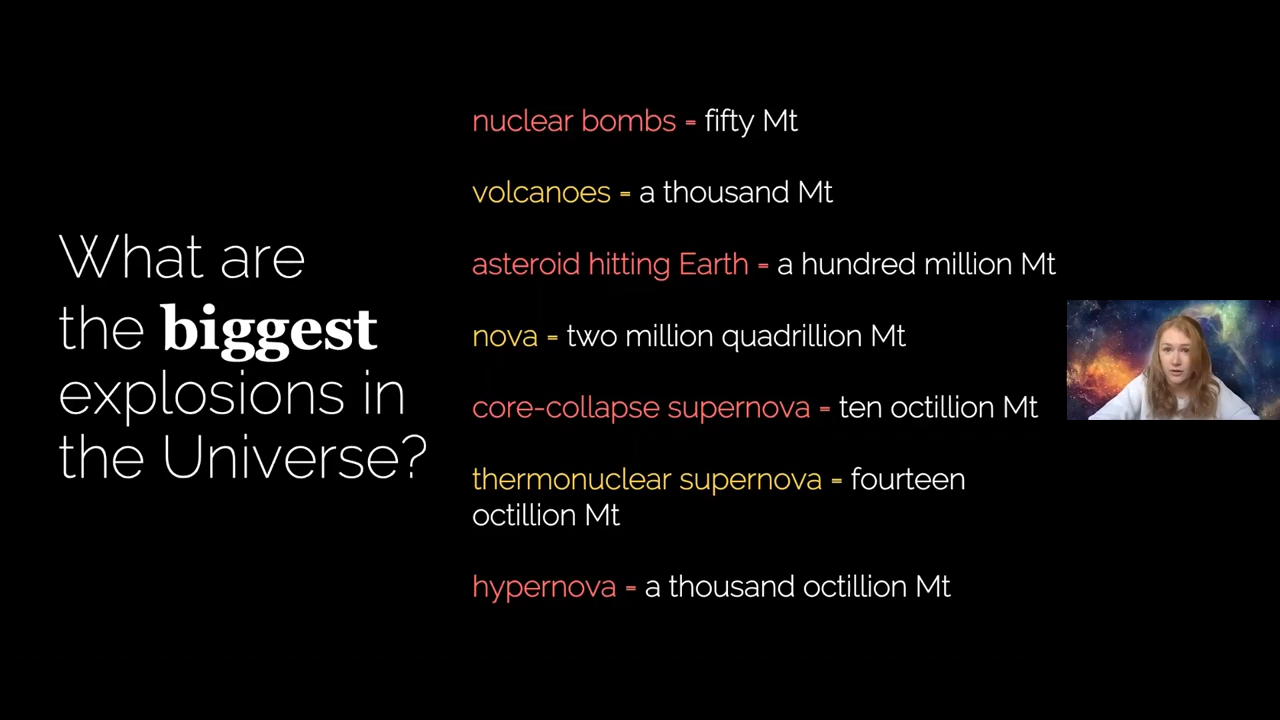 What are
the biggest
explosions in
the Universe?
nuclear bombs = fifty Mt
volcanoes = a thousand Mt
asteroid hitting Earth = a hundred million Mt
nova = two million quadrillion Mt
core-collapse supernova = ten octillion Mt
thermonuclear supernova = fourteen
octillion Mt
hypernova = a thousand octillion Mt